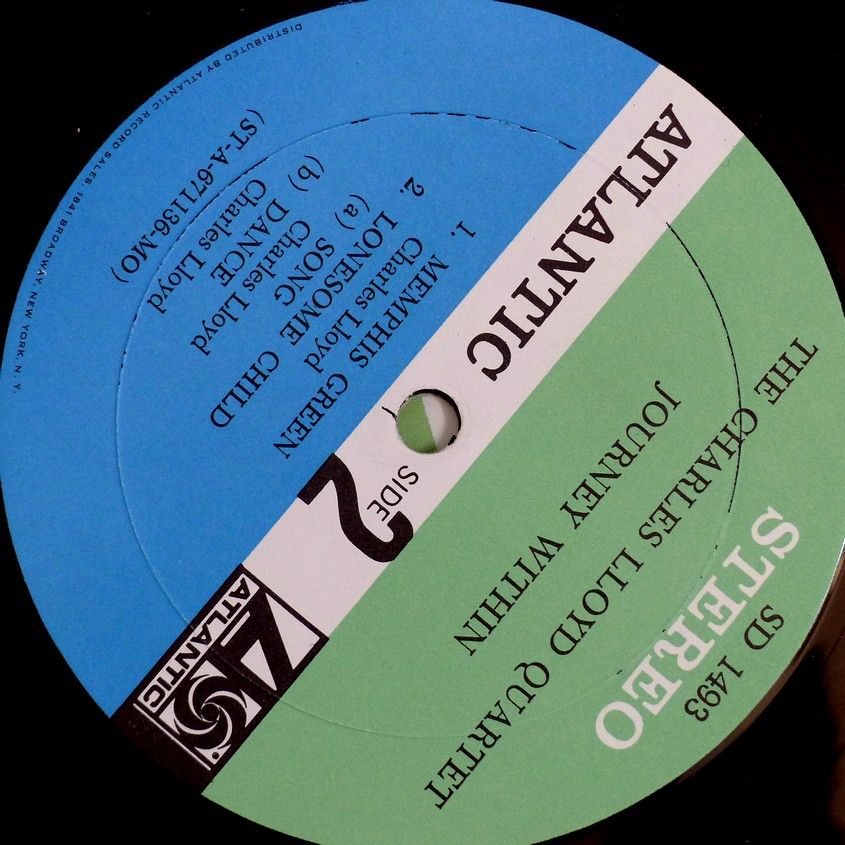 STEREO
SD 1493
THE CHARLES LLOYD QUARTET
JOURNEY WITHIN
ATLANTIC
SIDE
2
ATLANTIC
1. MEMPHIS GREEN
Charles Lloyd
2. LONESOME CHILD
(a) SONG
Charles Lloyd
(b) DANCE
Charles Lloyd
(ST-A-671136-MO)
DISTRIBUTED BY ATLANTIC RECORD SALES, 1841 BROADWAY, NEW YORK, N. Y.